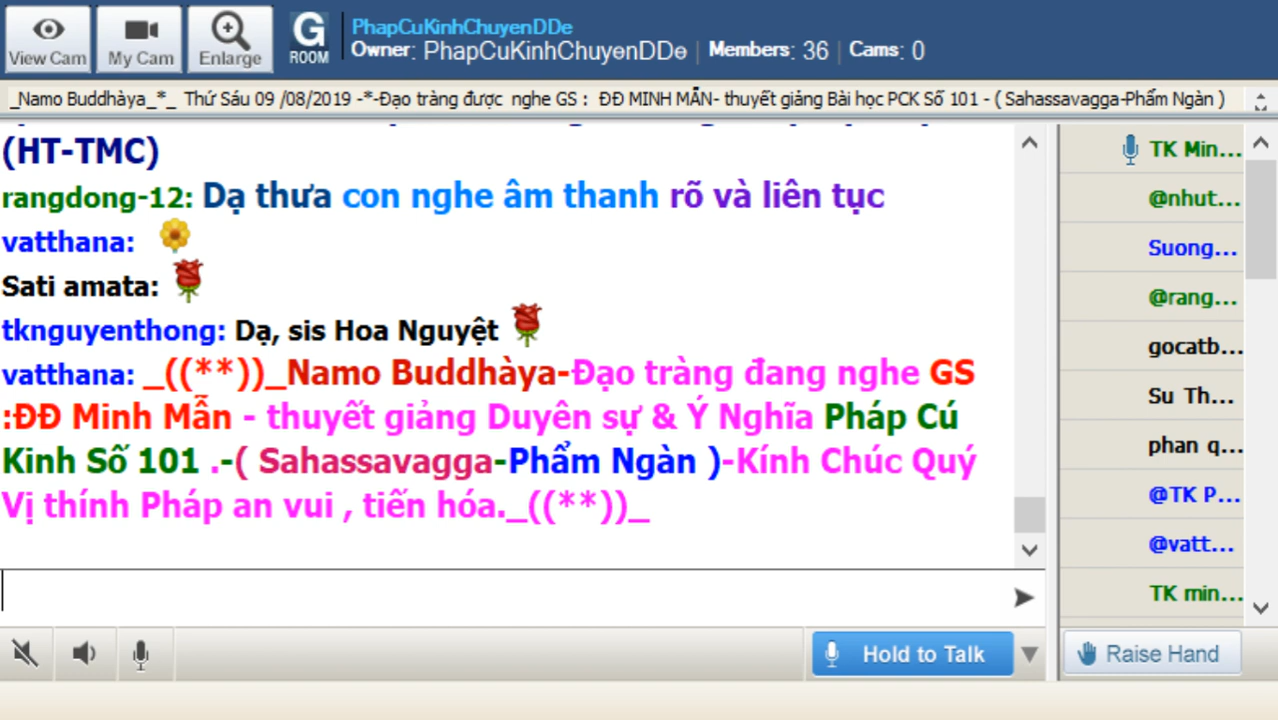 View Cam
My Cam
Enlarge
G
ROOM
PhapCuKinhChuyenDDe
Owner: PhapCuKinhChuyenDDe | Members: 36 | Cams: 0
_Namo Buddhàya_*_ Thứ Sáu 09 /08/2019 -*-Đạo tràng được nghe GS : ĐĐ MINH MẪN- thuyết giảng Bài học PCK Số 101 - ( Sahassavagga-Phẩm Ngàn )
(HT-TMC)
rangdong-12: Dạ thưa con nghe âm thanh rõ và liên tục
vatthana:
Sati amata:
tknguyenthong: Dạ, sis Hoa Nguyệt
vatthana: _((**))_Namo Buddhàya-Đạo tràng đang nghe GS
:ĐĐ Minh Mẫn - thuyết giảng Duyên sự & Ý Nghĩa Pháp Cú
Kinh Số 101 .-( Sahassavagga-Phẩm Ngàn )-Kính Chúc Quý
Vị thính Pháp an vui , tiến hóa._((**))_
TK Min...
@nhut...
Suong...
@rang...
gocatb...
Su Th...
phan q...
@TK P...
@vatt...
TK min...
Hold to Talk
Raise Hand